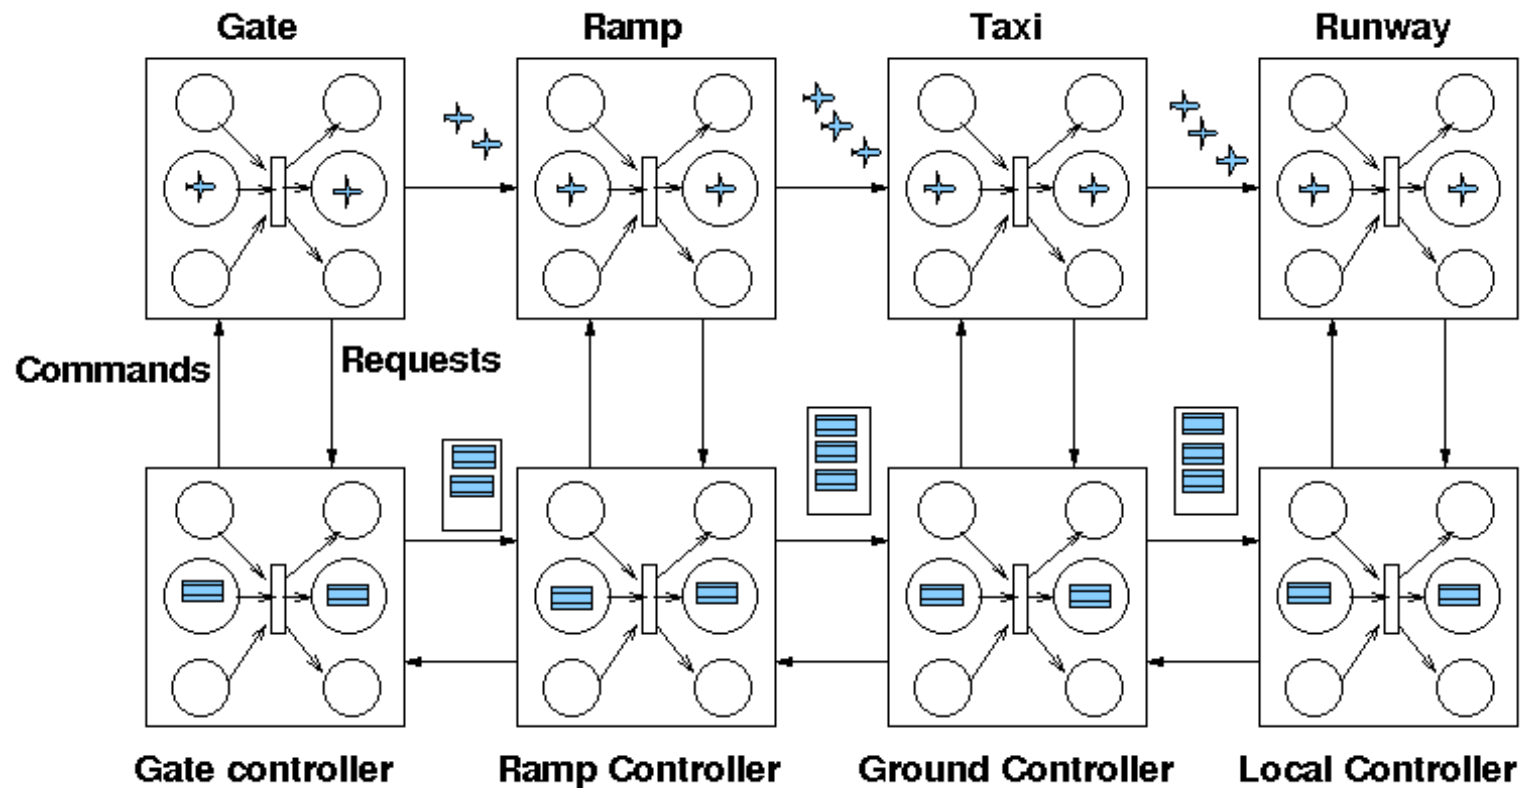 Gate
Ramp
Taxi
Runway
Commands
Requests
Gate controller
Ramp Controller
Ground Controller
Local Controller